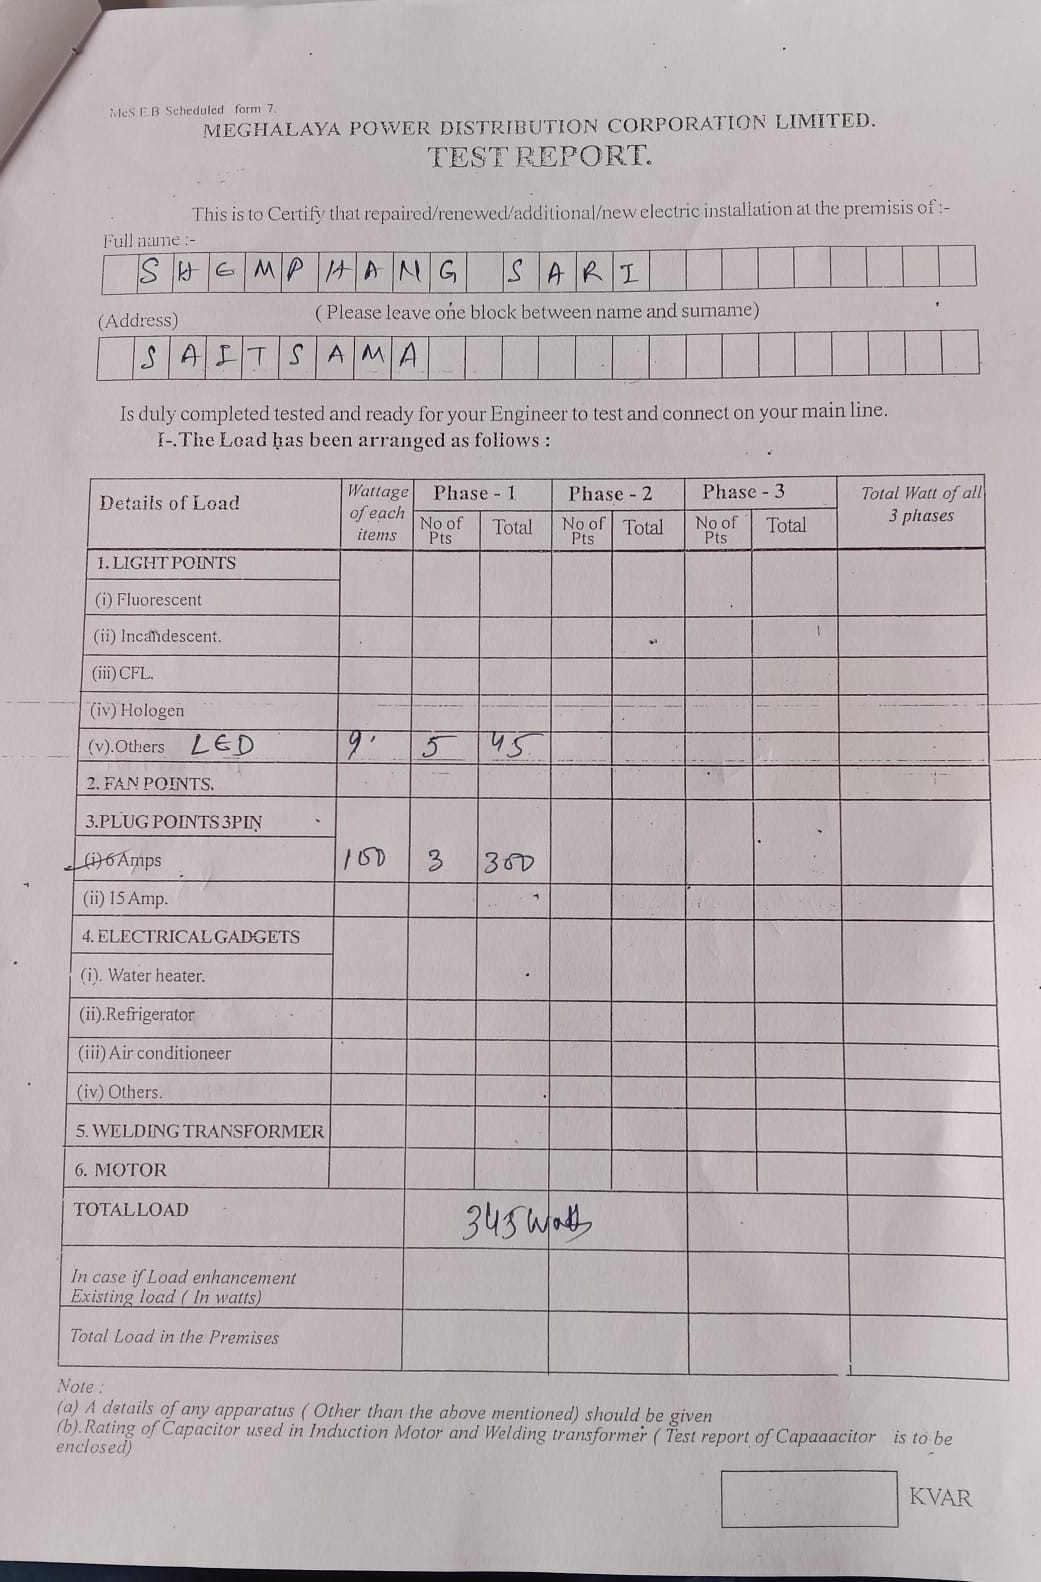 MeS.E.B Scheduled form 7.
MEGHALAYA POWER DISTRIBUTION CORPORATION LIMITED.
TEST REPORT.
This is to Certify that repaired/renewed/additional/new electric installation at the premisis of :-
Full name :-
SHEMPHANG SARI
(Address) ( Please leave one block between name and surname)
SAITSAMA
Is duly completed tested and ready for your Engineer to test and connect on your main line.
I-.The Load has been arranged as follows :
Details of Load Wattage of each items Phase - 1 Phase - 2 Phase - 3 Total Watt of all 3 phases
No of Pts Total No of Pts Total No of Pts Total
1. LIGHT POINTS
(i) Fluorescent
(ii) Incandescent.
(iii) CFL.
(iv) Hologen
(v).Others LED 9 5 45
2. FAN POINTS.
3.PLUG POINTS 3PIN
(i) 6 Amps 100 3 300
(ii) 15 Amp.
4. ELECTRICAL GADGETS
(i). Water heater.
(ii).Refrigerator
(iii) Air conditioneer
(iv) Others.
5. WELDING TRANSFORMER
6. MOTOR
TOTAL LOAD 345 Watts
In case if Load enhancement
Existing load ( In watts)
Total Load in the Premises
Note :
(a) A details of any apparatus ( Other than the above mentioned) should be given
(b).Rating of Capacitor used in Induction Motor and Welding transformer ( Test report of Capaaacitor is to be
enclosed)
KVAR